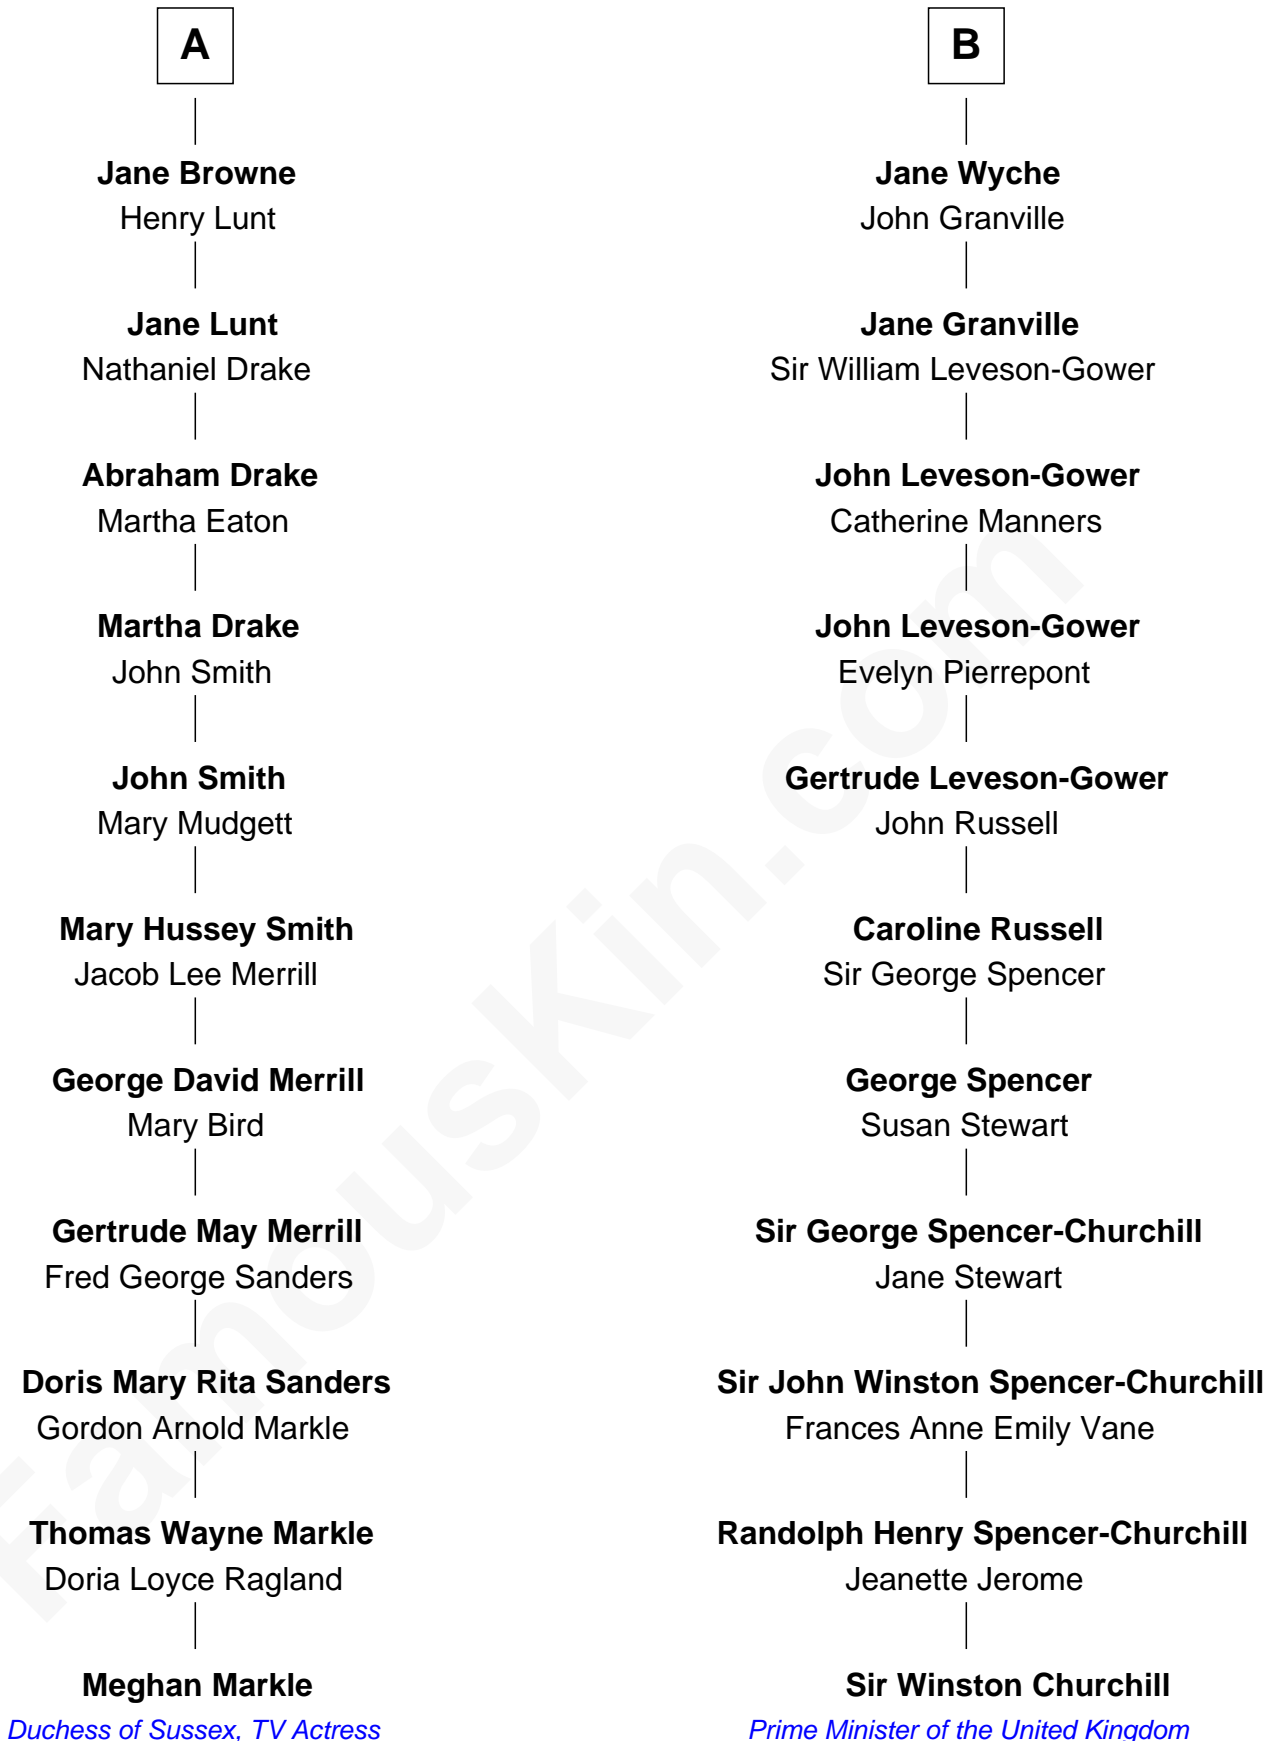 A
Jane Browne
Henry Lunt
Jane Lunt
Nathaniel Drake
Abraham Drake
Martha Eaton
Martha Drake
John Smith
John Smith
Mary Mudgett
Mary Hussey Smith
Jacob Lee Merrill
George David Merrill
Mary Bird
Gertrude May Merrill
Fred George Sanders
Doris Mary Rita Sanders
Gordon Arnold Markle
Thomas Wayne Markle
Doria Loyce Ragland
Meghan Markle
Duchess of Sussex, TV Actress
B
Jane Wyche
John Granville
Jane Granville
Sir William Leveson-Gower
John Leveson-Gower
Catherine Manners
John Leveson-Gower
Evelyn Pierrepont
Gertrude Leveson-Gower
John Russell
Caroline Russell
Sir George Spencer
George Spencer
Susan Stewart
Sir George Spencer-Churchill
Jane Stewart
Sir John Winston Spencer-Churchill
Frances Anne Emily Vane
Randolph Henry Spencer-Churchill
Jeanette Jerome
Sir Winston Churchill
Prime Minister of the United Kingdom
FamousKin.com